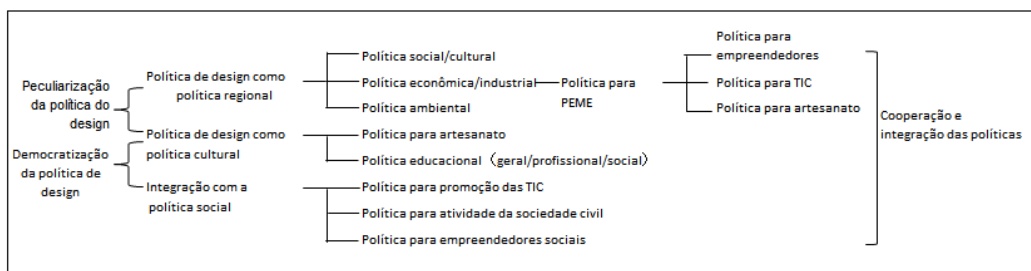 Peculiarização
da política do
design
Democratização
da política de
design
Política de design como
política regional
Política de design como
política cultural
Integração com a
política social
Política social/cultural
Política econômica/industrial
Política ambiental
Política para artesanato
Política educacional (geral/profissional/social)
Política para promoção das TIC
Política para atividade da sociedade civil
Política para empreendedores sociais
Política para
PEME
Política para
empreendedores
Política para TIC
Política para artesanato
Cooperação e
integração das políticas